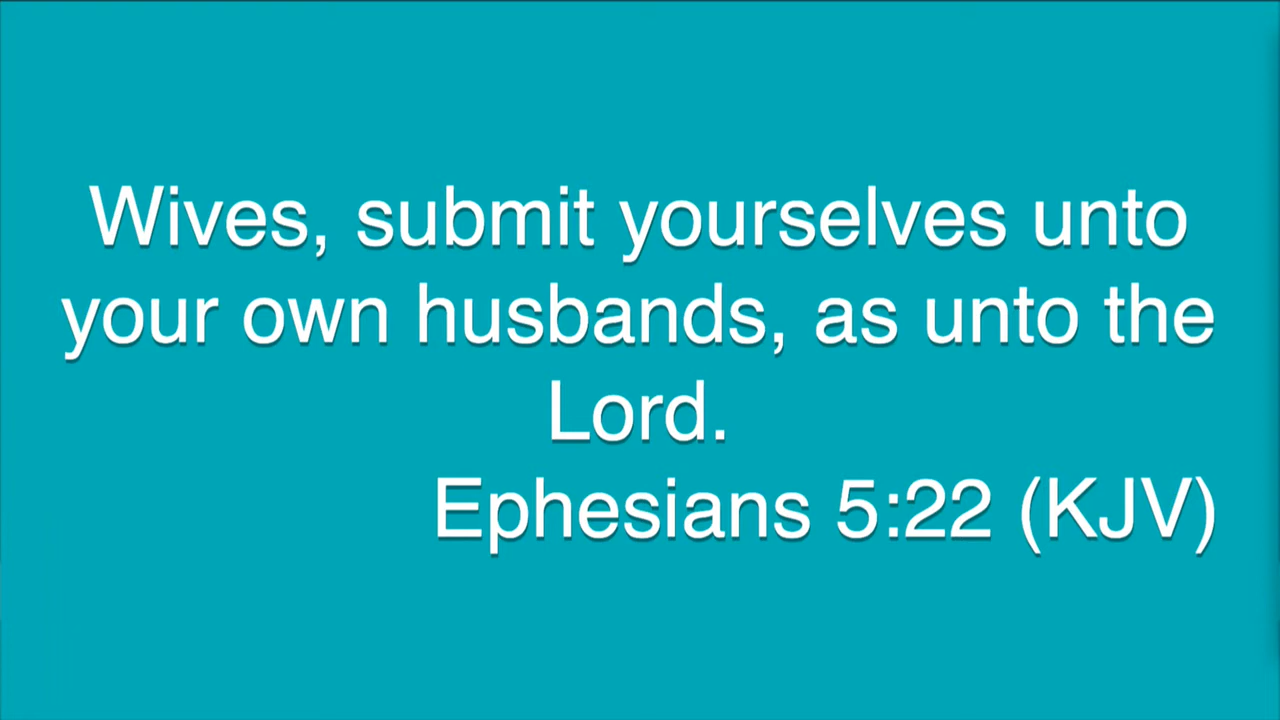 Wives, submit yourselves unto
your own husbands, as unto the
Lord.
Ephesians 5:22 (KJV)